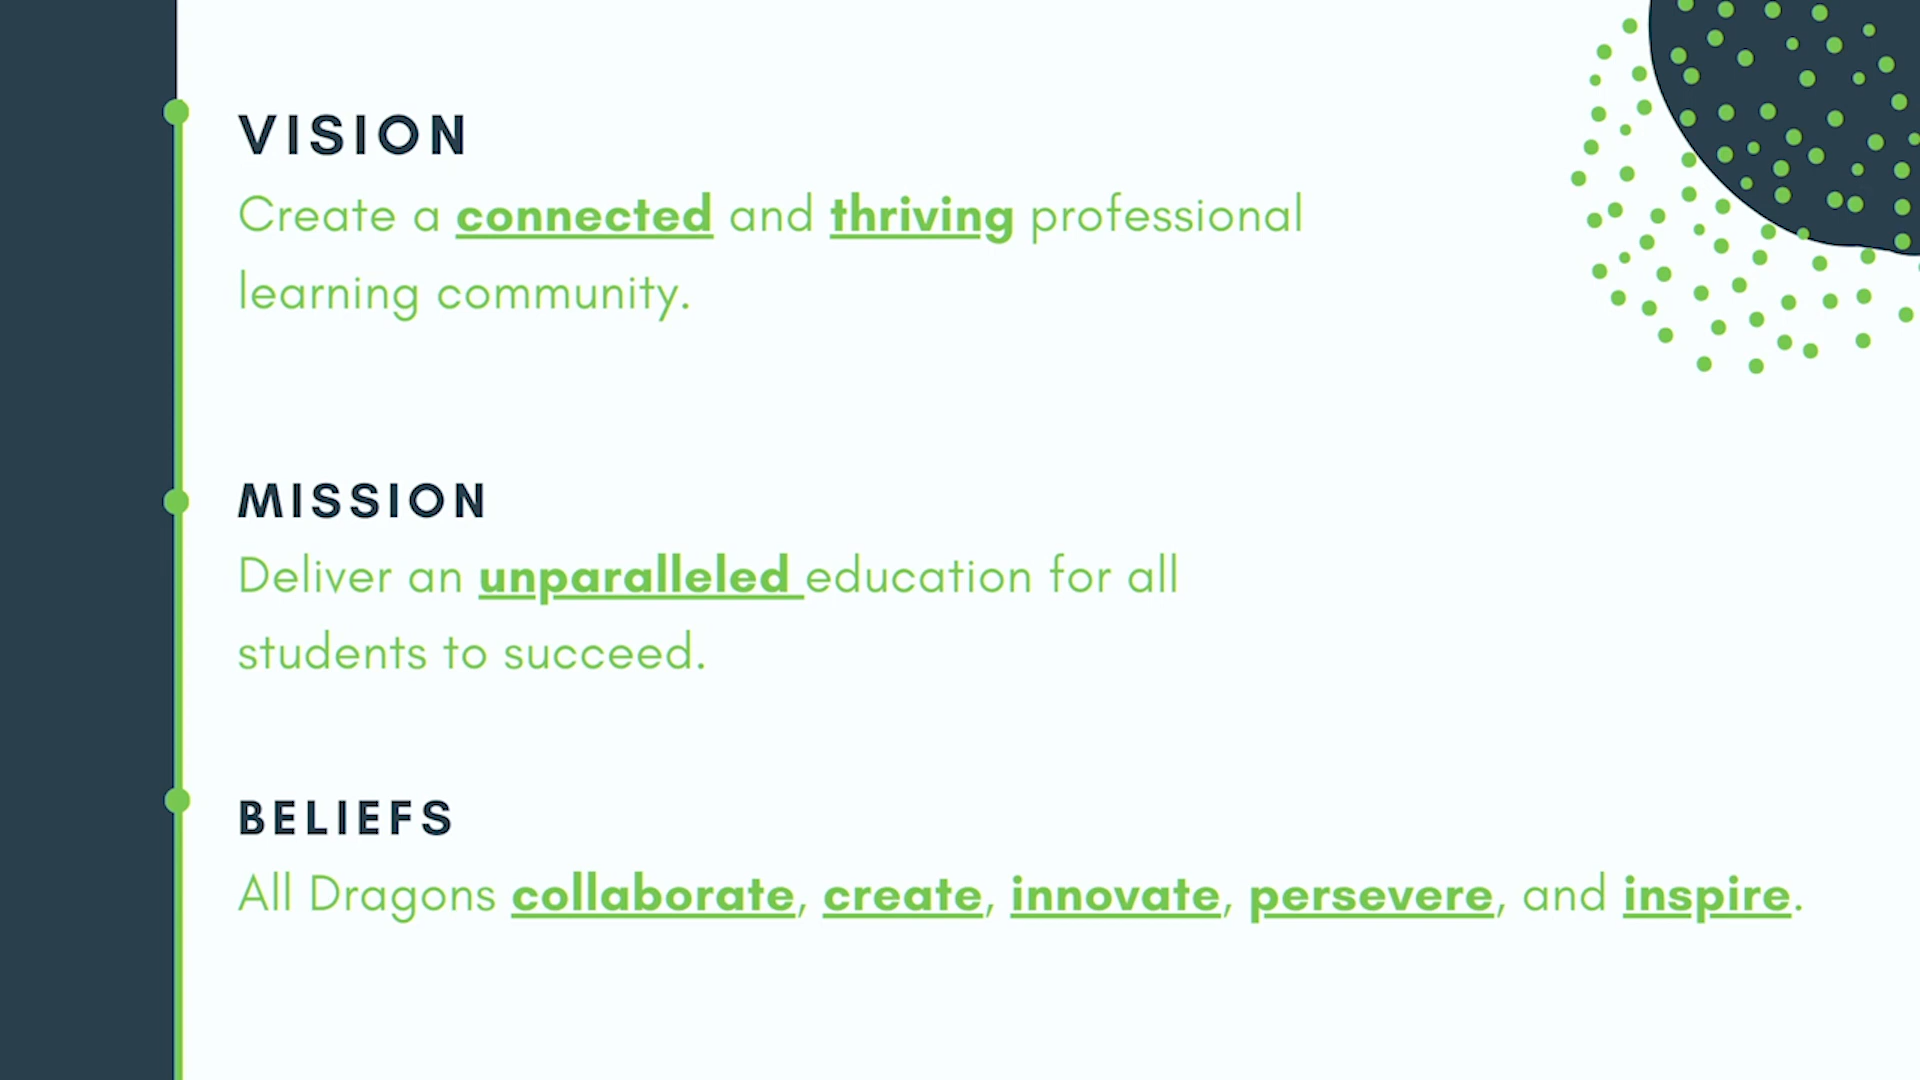 VISION
Create a connected and thriving professional
learning community.
MISSION
Deliver an unparalleled education for all
students to succeed.
BELIEFS
All Dragons collaborate, create, innovate, persevere, and inspire.